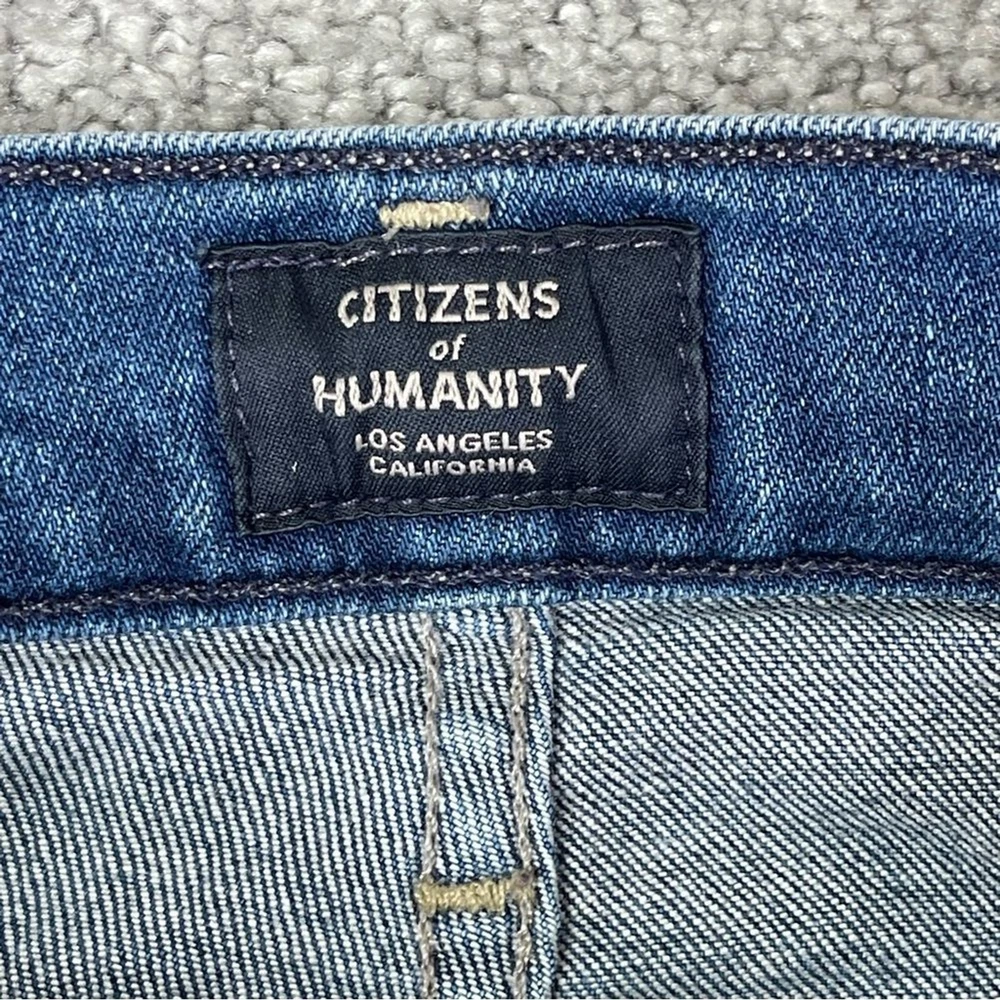 CITIZENS
of
HUMANITY
LOS ANGELES
CALIFORNIA